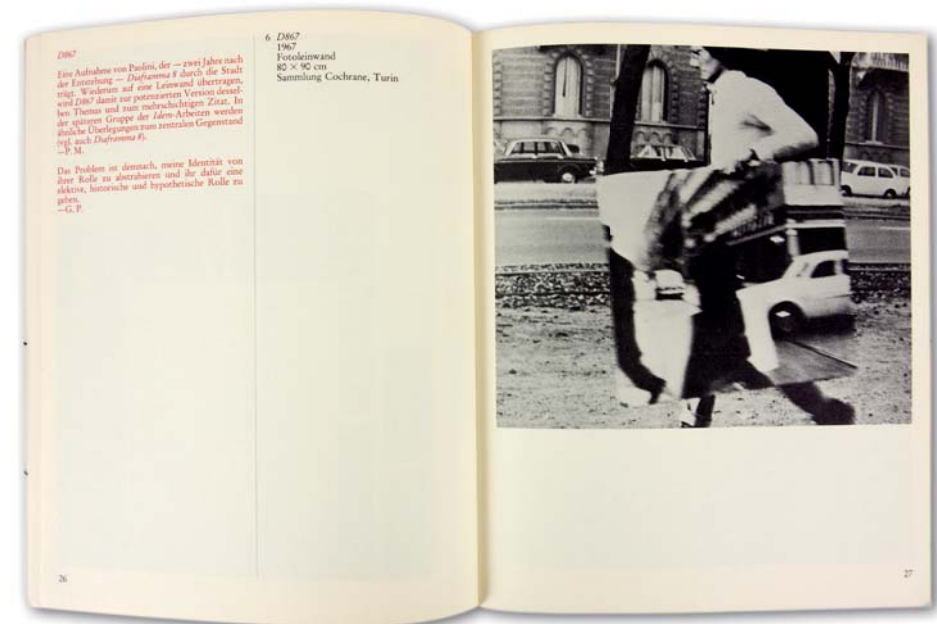 D867
Eine Aufnahme von Paolini, der — zwei Jahre nach
der Entstehung — Diaframma 8 durch die Stadt
trägt. Wiederum auf eine Leinwand übertragen,
wird D867 damit zur potenzierten Version dessel-
ben Themas und zum mehrschichtigen Zitat. In
der späteren Gruppe der Idem-Arbeiten werden
ähnliche Überlegungen zum zentralen Gegenstand
(vgl. auch Diaframma 8).
—P. M.
Das Problem ist demnach, meine Identität von
ihrer Rolle zu abstrahieren und ihr dafür eine
elektive, historische und hypothetische Rolle zu
geben.
—G. P.
6 D867
1967
Fotoleinwand
80 × 90 cm
Sammlung Cochrane, Turin
26
27